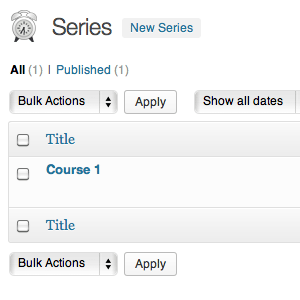 Series New Series
All (1) | Published (1)
Bulk Actions Apply Show all dates
Title
Course 1
Title
Bulk Actions Apply